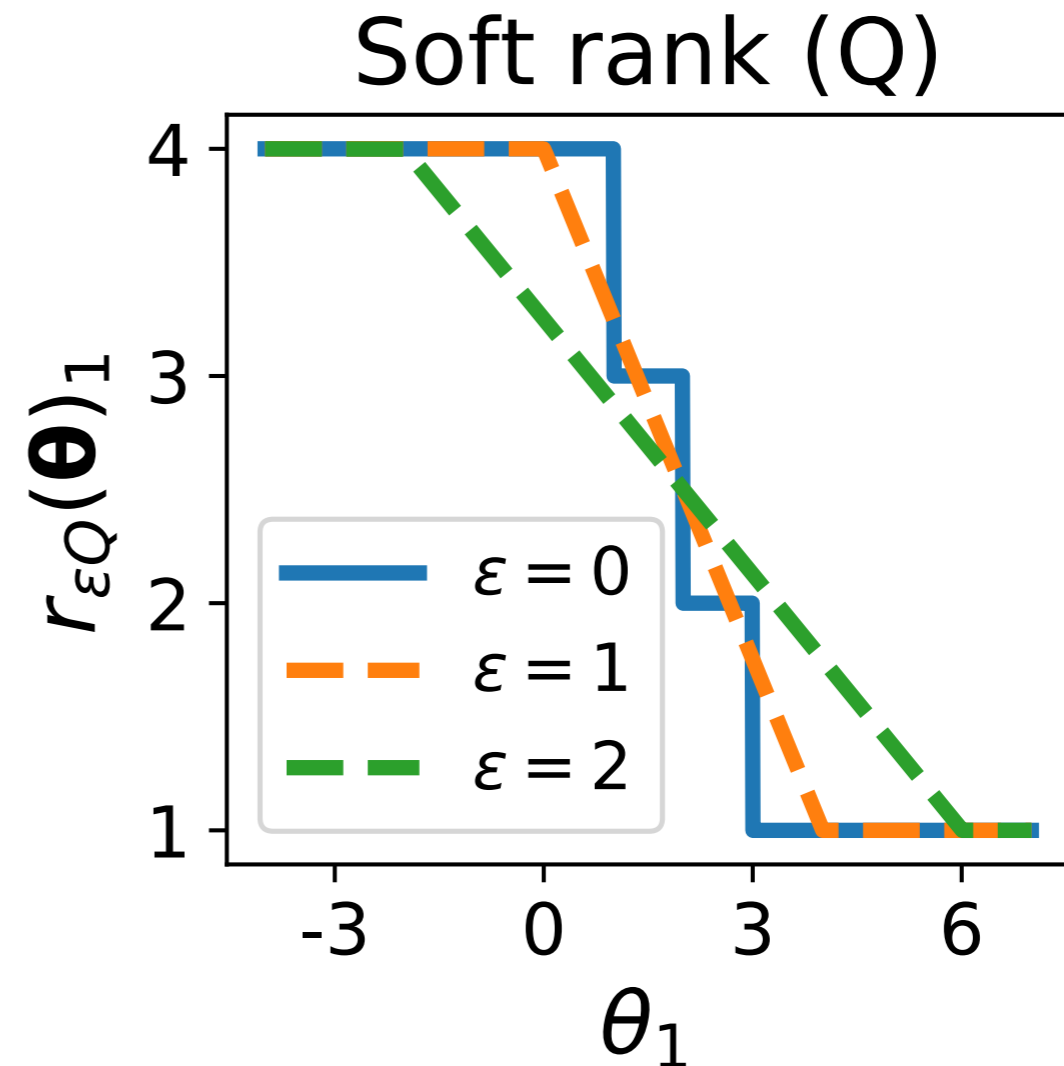 Soft rank (Q)
r_{εQ}(θ)_1
4
3
2
1
ε = 0
ε = 1
ε = 2
-3 0 3 6
θ_1